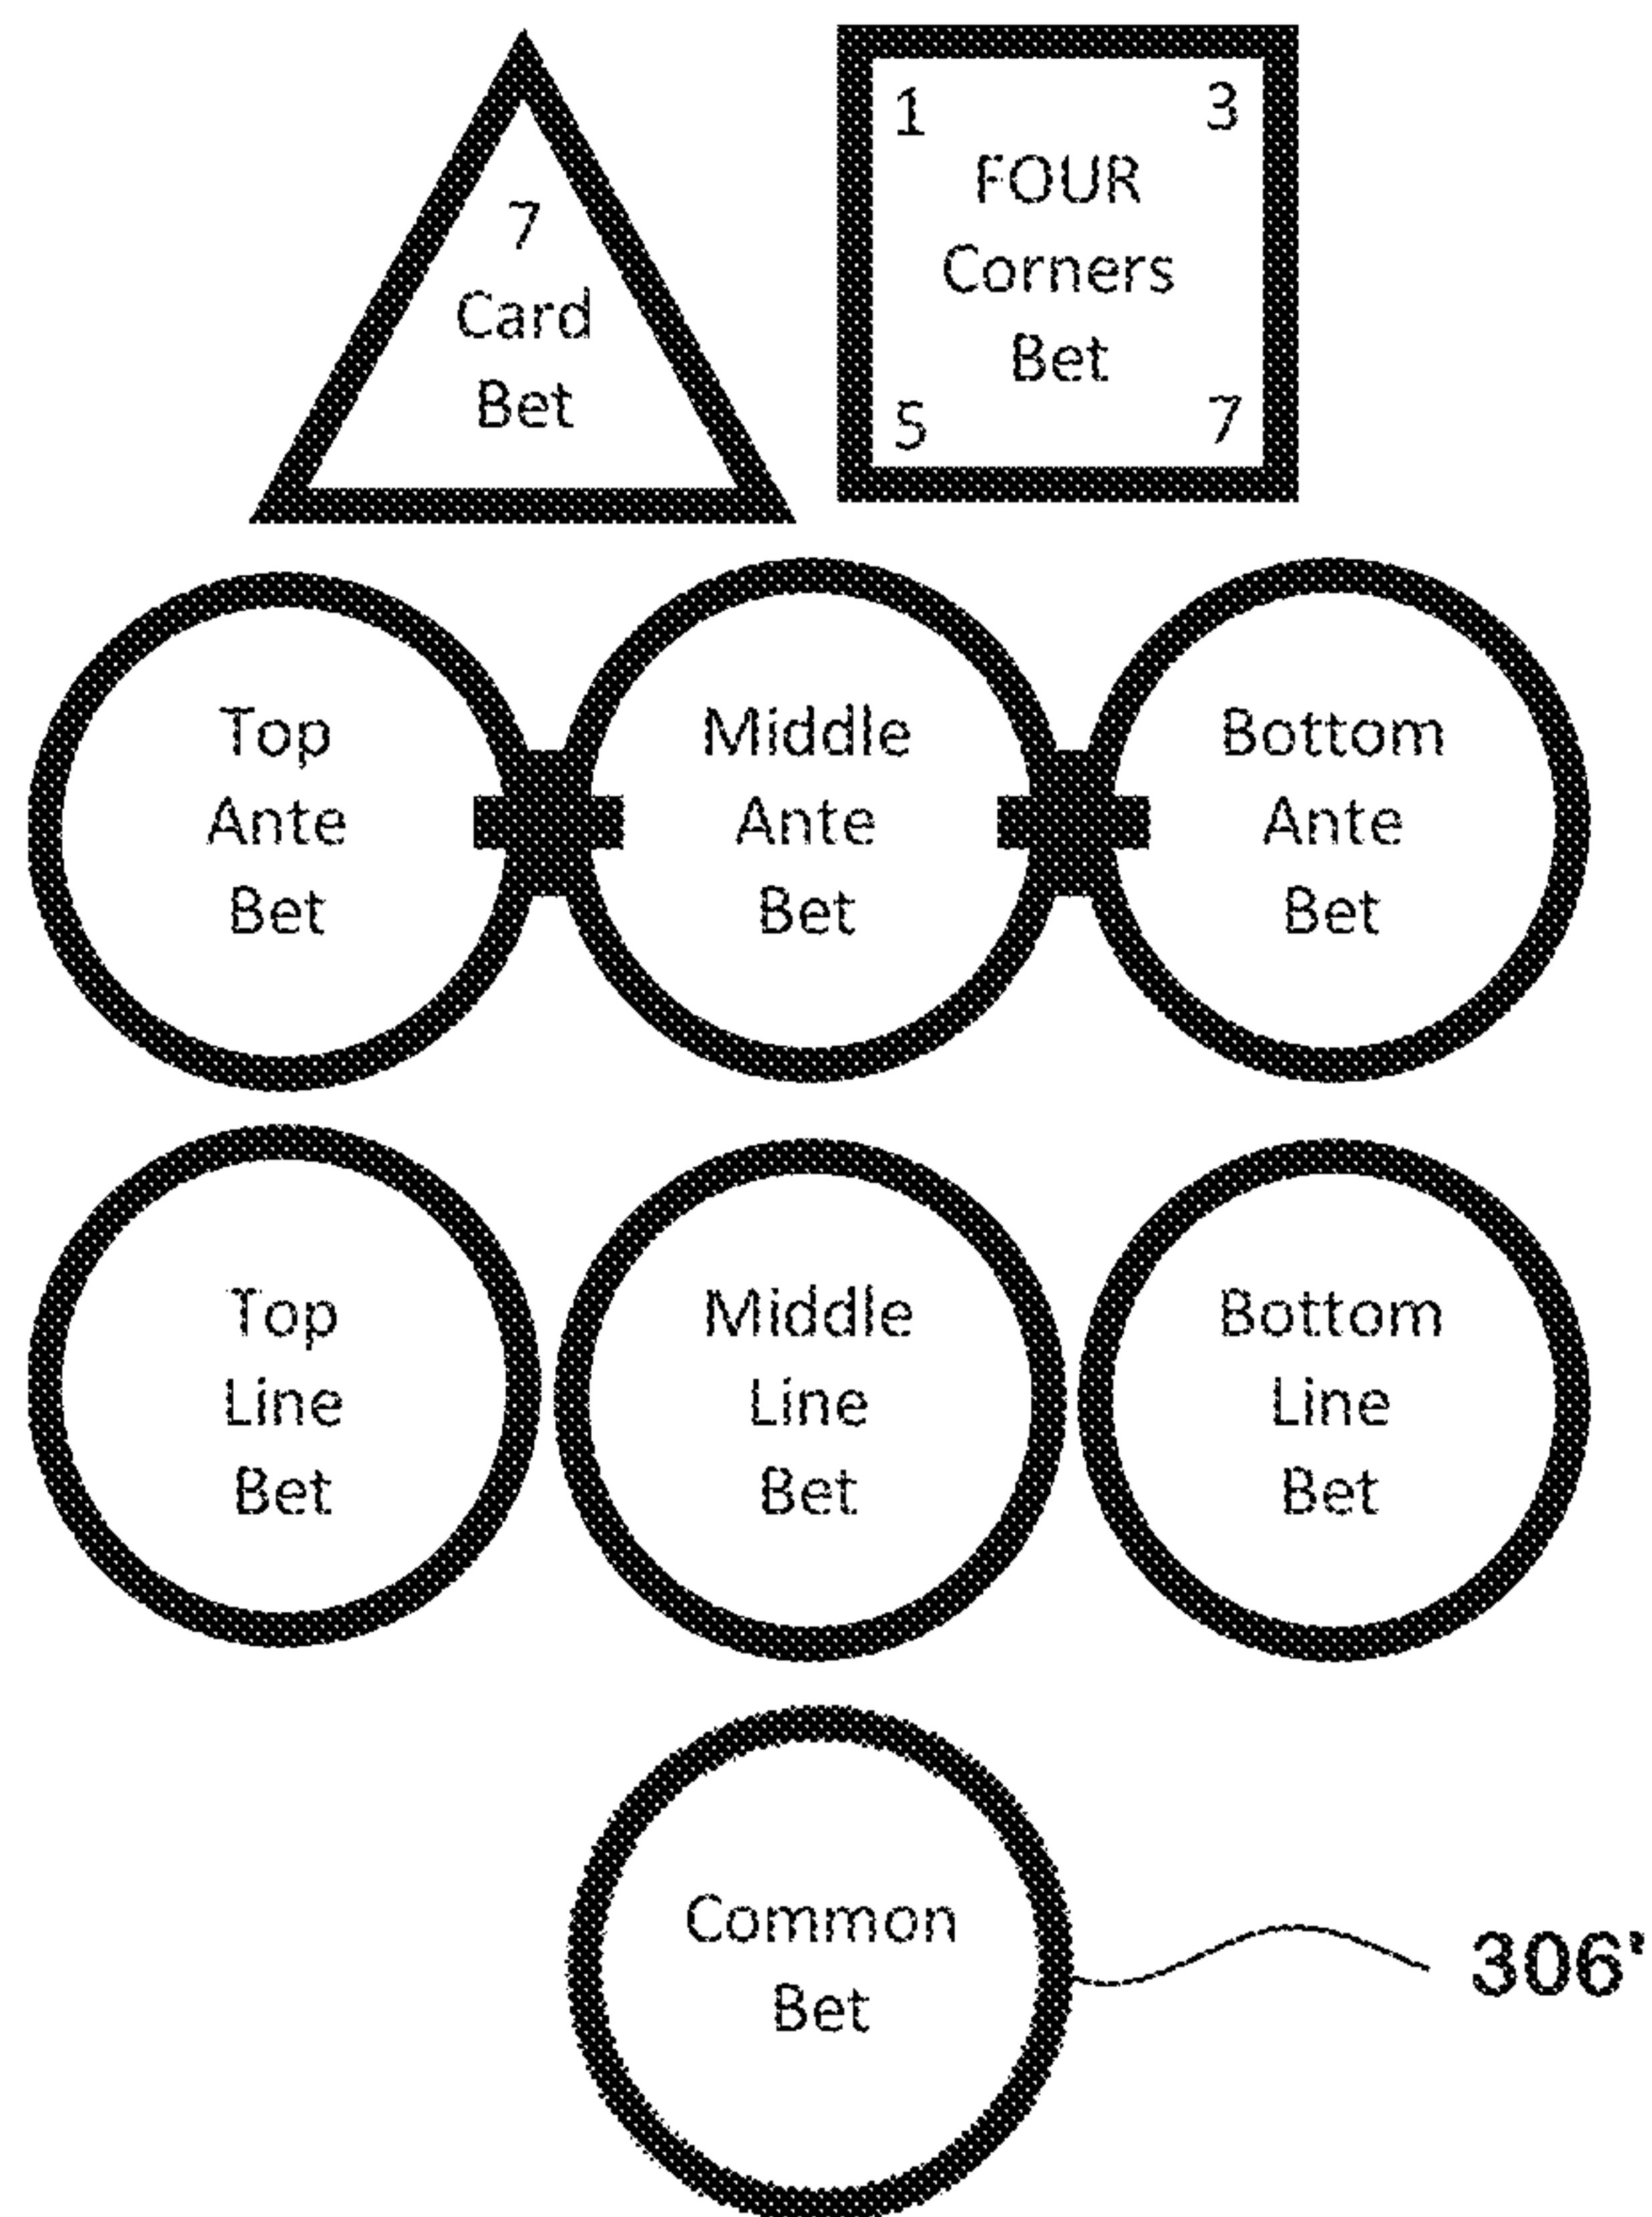 7
Card
Bet
1 3
FOUR
Corners
Bet
5 7
Top
Ante
Bet
Middle
Ante
Bet
Bottom
Ante
Bet
Top
Line
Bet
Middle
Line
Bet
Bottom
Line
Bet
Common
Bet
306'